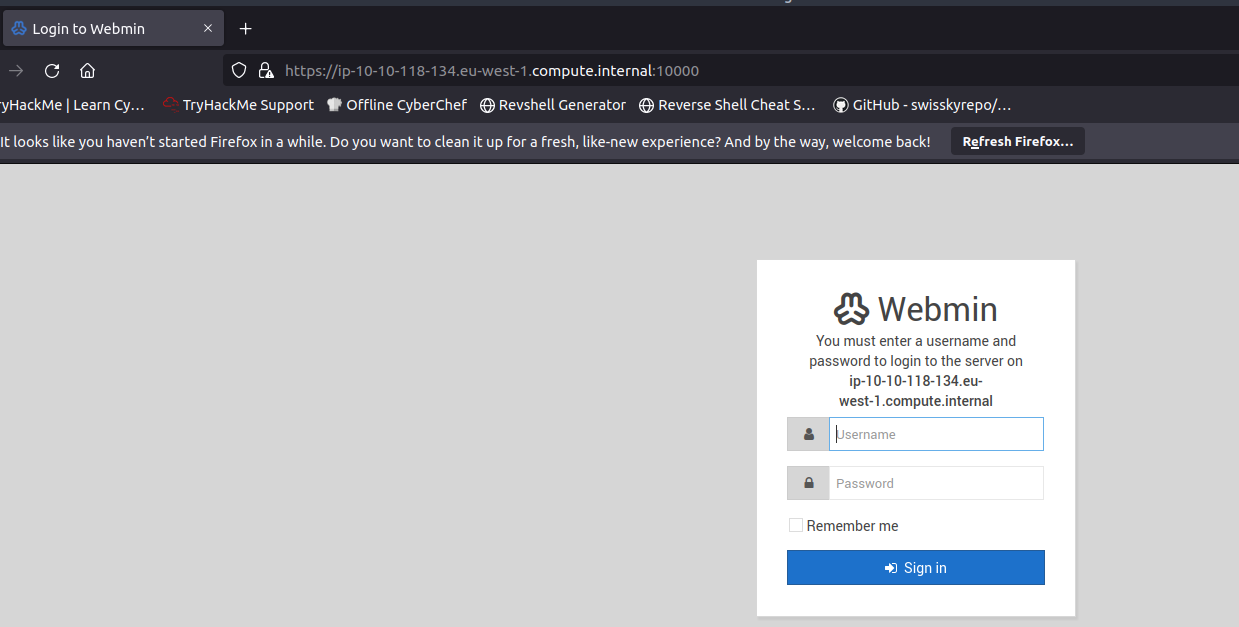 Login to Webmin
https://ip-10-10-118-134.eu-west-1.compute.internal:10000
ryHackMe | Learn Cy… TryHackMe Support Offline CyberChef Revshell Generator Reverse Shell Cheat S… GitHub - swisskyrepo/…
It looks like you haven't started Firefox in a while. Do you want to clean it up for a fresh, like-new experience? And by the way, welcome back! Refresh Firefox…
Webmin
You must enter a username and
password to login to the server on
ip-10-10-118-134.eu-
west-1.compute.internal
Username
Password
Remember me
Sign in